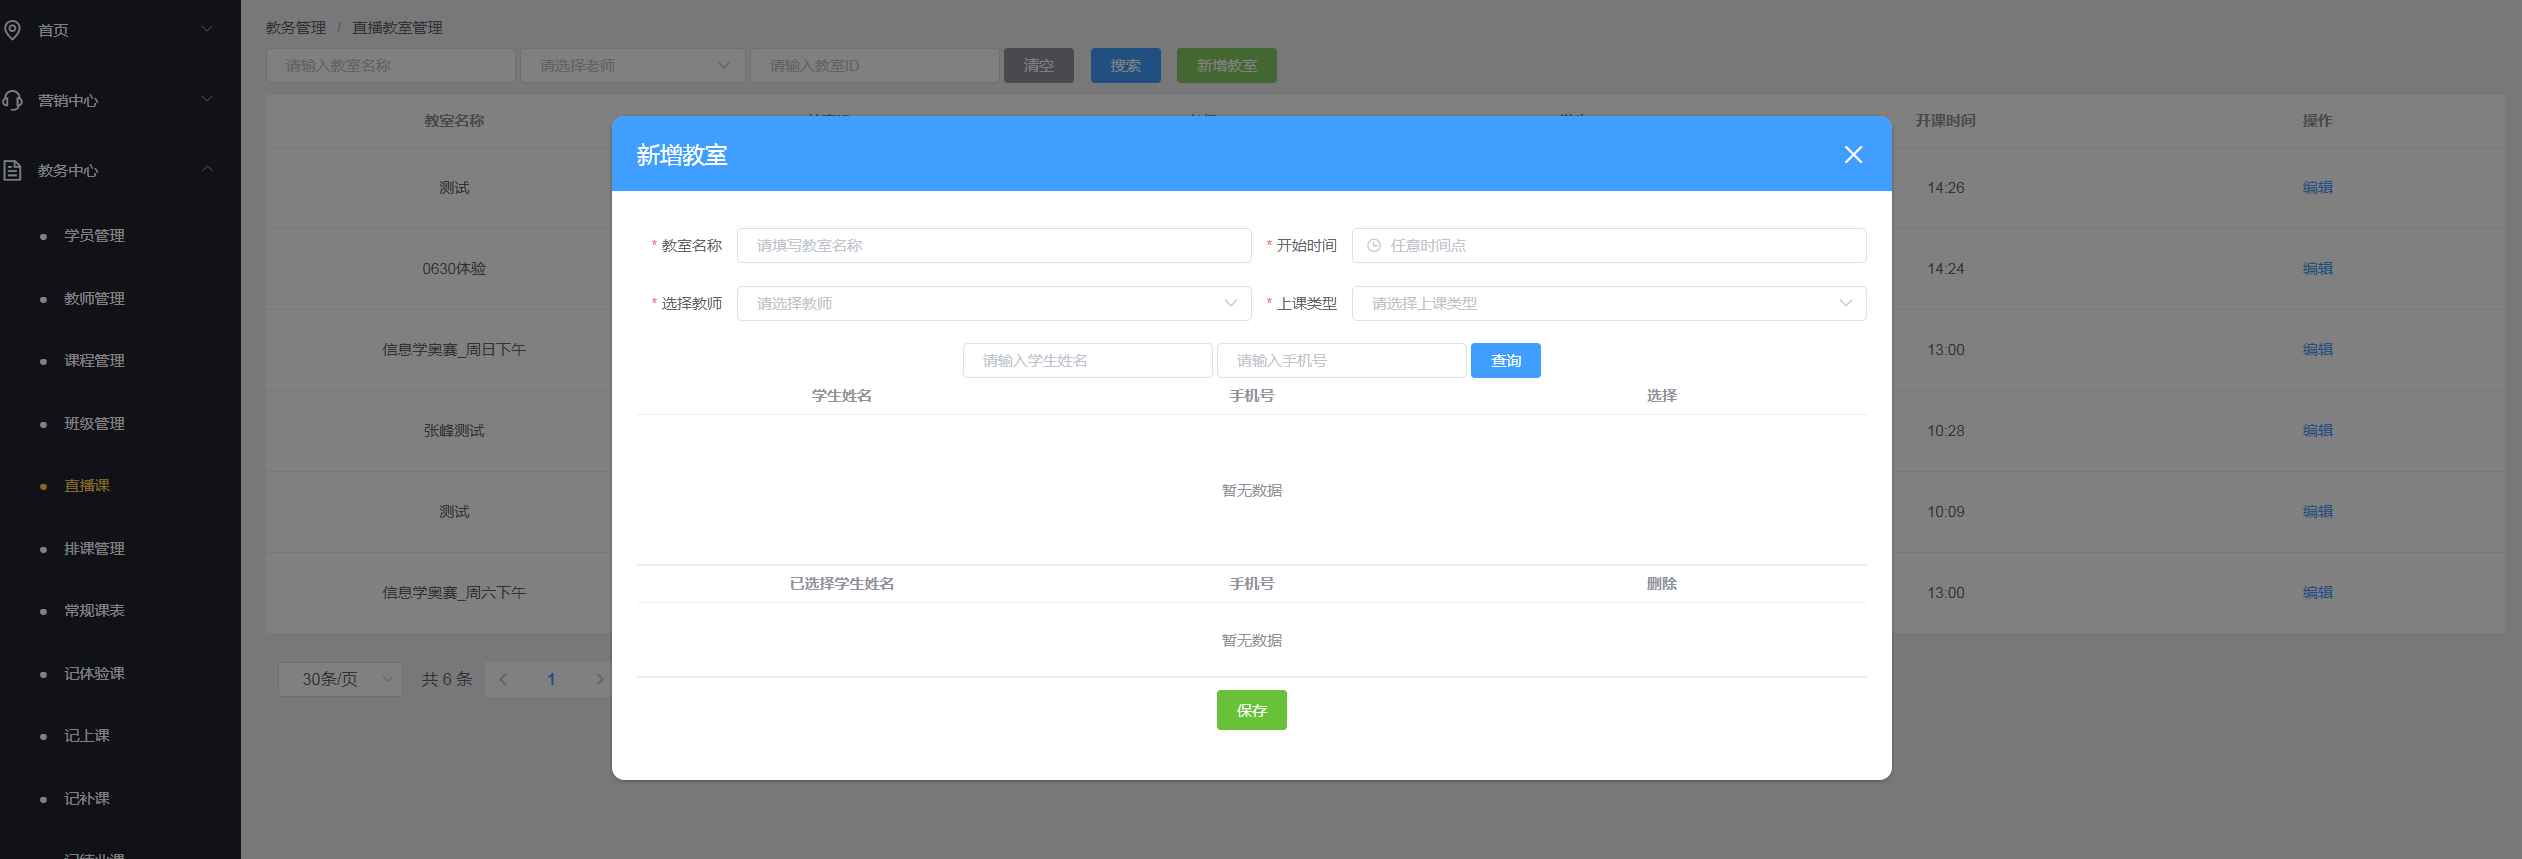 首页
营销中心
教务中心
学员管理
教师管理
课程管理
班级管理
直播课
排课管理
常规课表
记体验课
记上课
记补课
教务管理 / 直播教室管理
请输入教室名称 请选择老师 请输入教室ID 清空 搜索 新增教室
教室名称 开课时间 操作
测试 14:26 编辑
0630体验 14:24 编辑
信息学奥赛_周日下午 13:00 编辑
张峰测试 10:28 编辑
测试 10:09 编辑
信息学奥赛_周六下午 13:00 编辑
30条/页 共 6 条 1
新增教室
* 教室名称 请填写教室名称 * 开始时间 任意时间点
* 选择教师 请选择教师 * 上课类型 请选择上课类型
请输入学生姓名 请输入手机号 查询
学生姓名 手机号 选择
暂无数据
已选择学生姓名 手机号 删除
暂无数据
保存